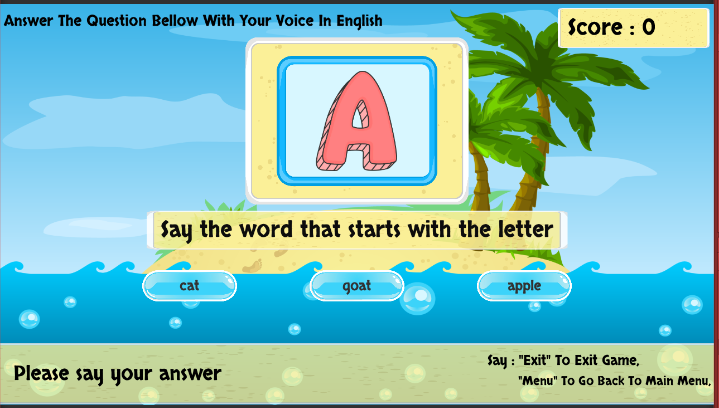 Answer The Question Bellow With Your Voice In English
Score : 0
A
Say the word that starts with the letter
cat
goat
apple
Please say your answer
Say : "Exit" To Exit Game,
"Menu" To Go Back To Main Menu,